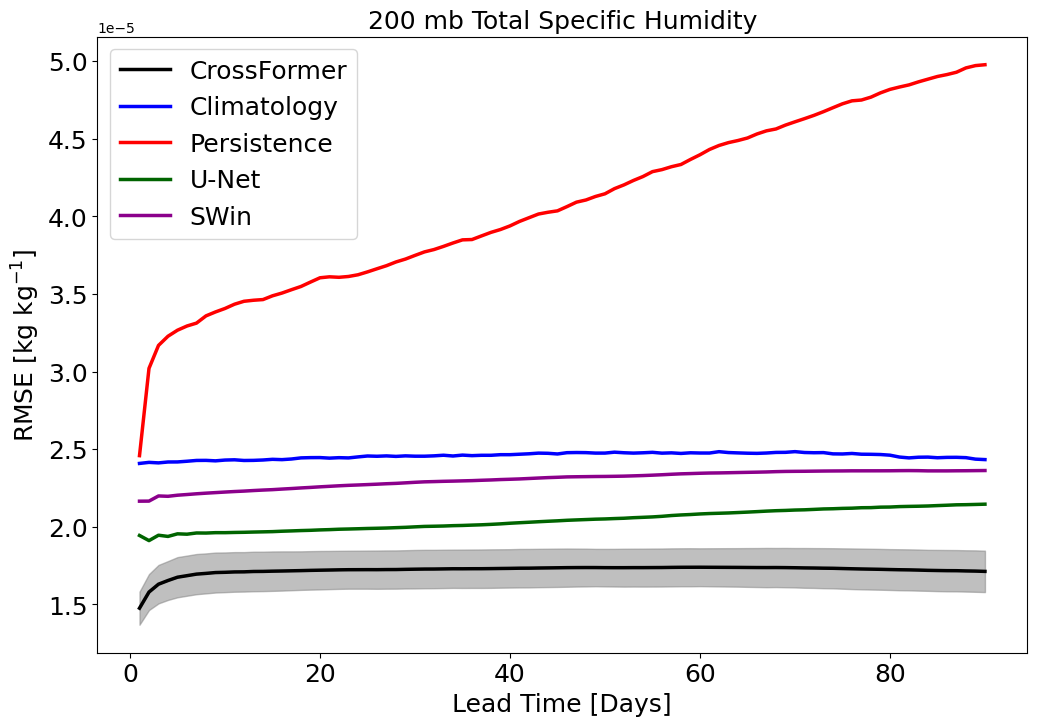 200 mb Total Specific Humidity
1e−5
CrossFormer
Climatology
Persistence
U-Net
SWin
5.0
4.5
4.0
3.5
3.0
2.5
2.0
1.5
RMSE [kg kg⁻¹]
0 20 40 60 80
Lead Time [Days]